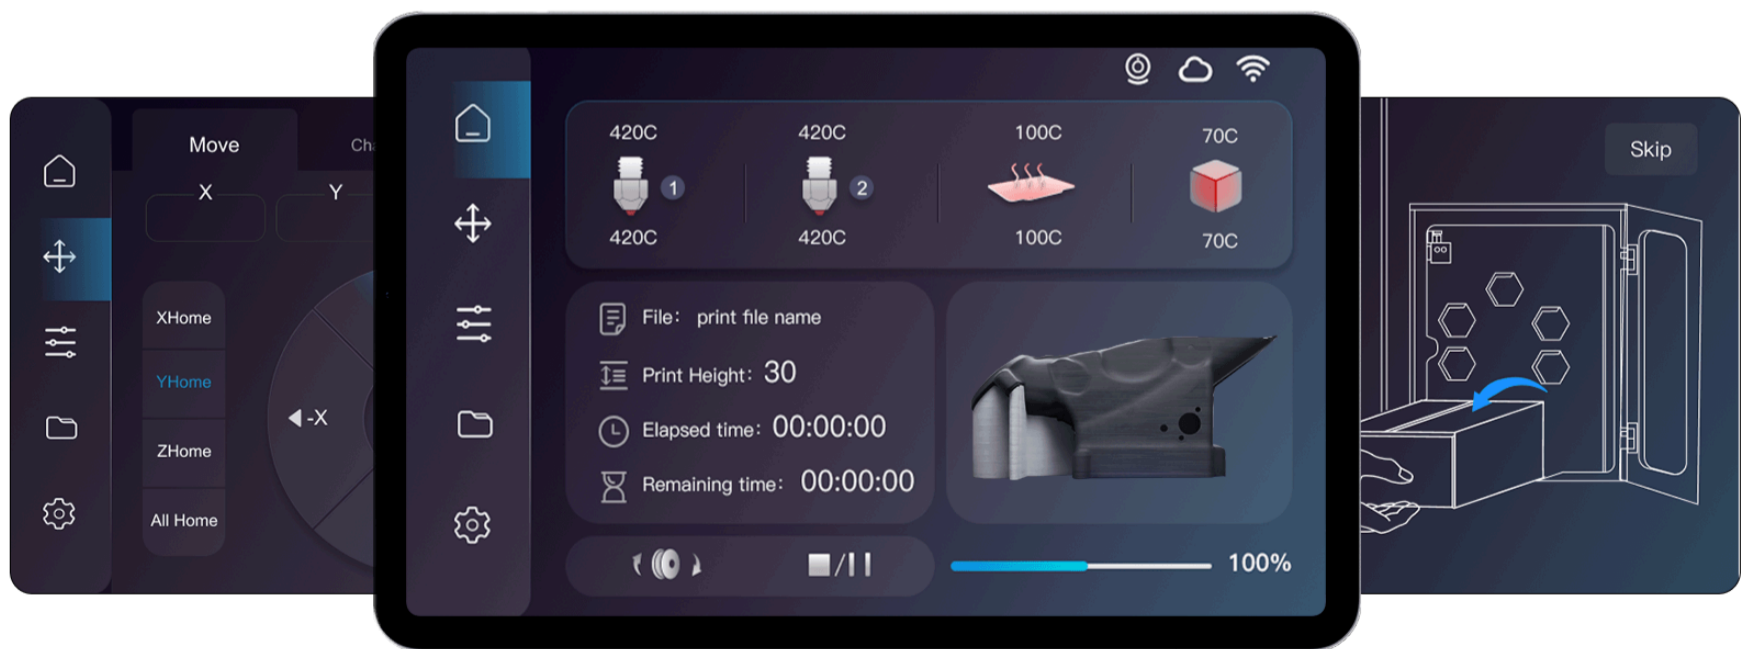 Move
Cha
X
Y
XHome
YHome
ZHome
All Home
-X
420C
420C
100C
70C
1
2
420C
420C
100C
70C
File: print file name
Print Height: 30
Elapsed time: 00:00:00
Remaining time: 00:00:00
100%
Skip